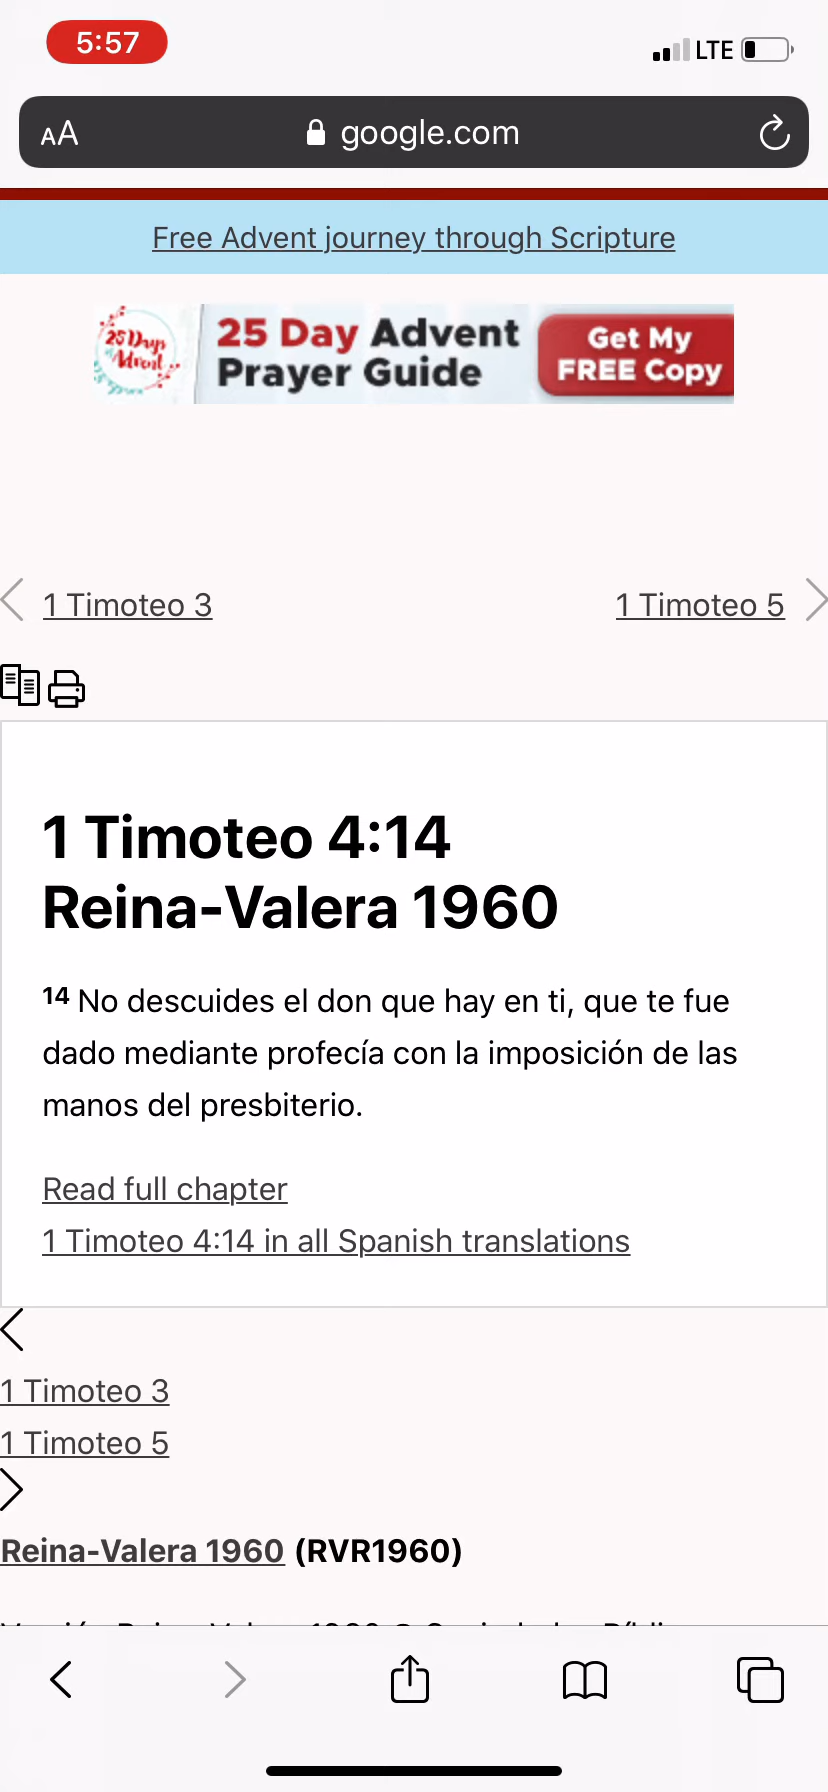 5:57
LTE
AA google.com
Free Advent journey through Scripture
25 Days
Advent
25 Day Advent
Prayer Guide
Get My
FREE Copy
1 Timoteo 3 1 Timoteo 5
1 Timoteo 4:14
Reina-Valera 1960
14 No descuides el don que hay en ti, que te fue
dado mediante profecía con la imposición de las
manos del presbiterio.
Read full chapter
1 Timoteo 4:14 in all Spanish translations
1 Timoteo 3
1 Timoteo 5
Reina-Valera 1960 (RVR1960)